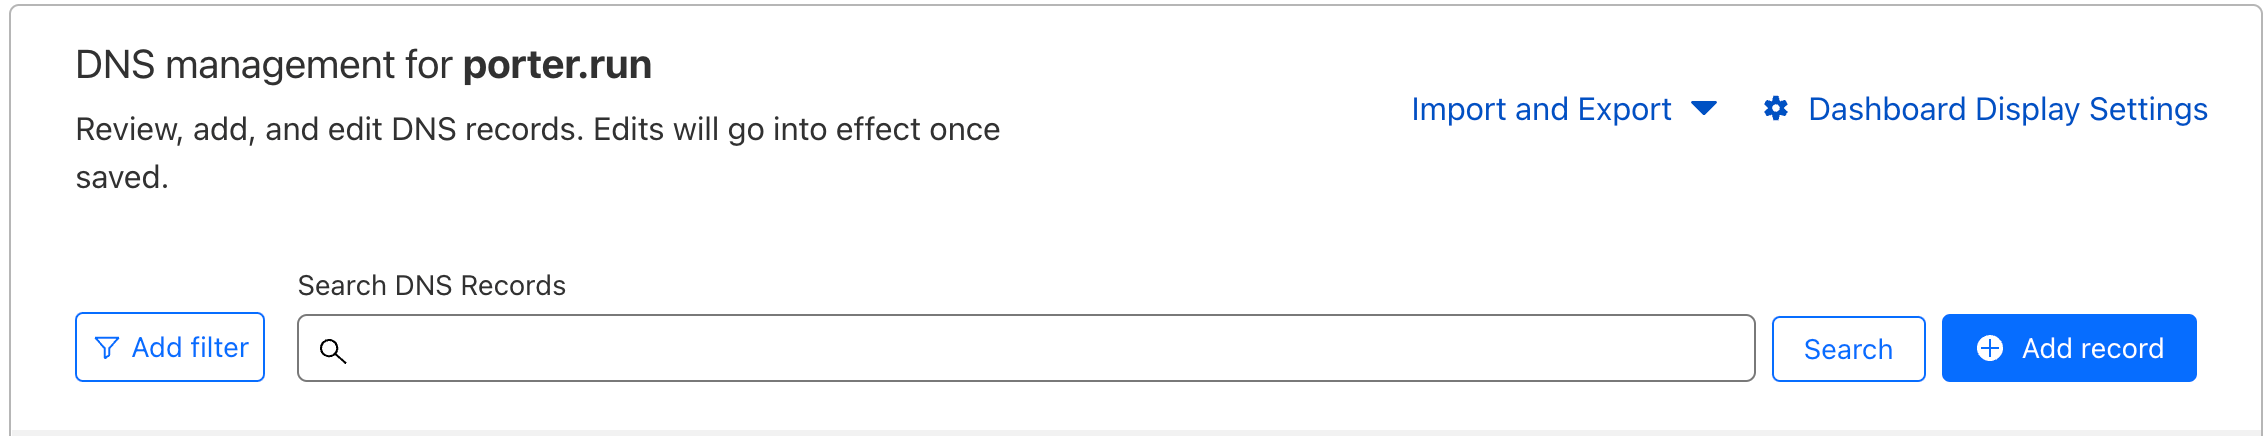 DNS management for porter.run
Review, add, and edit DNS records. Edits will go into effect once
saved.
Import and Export
Dashboard Display Settings
Search DNS Records
Add filter
Search
Add record